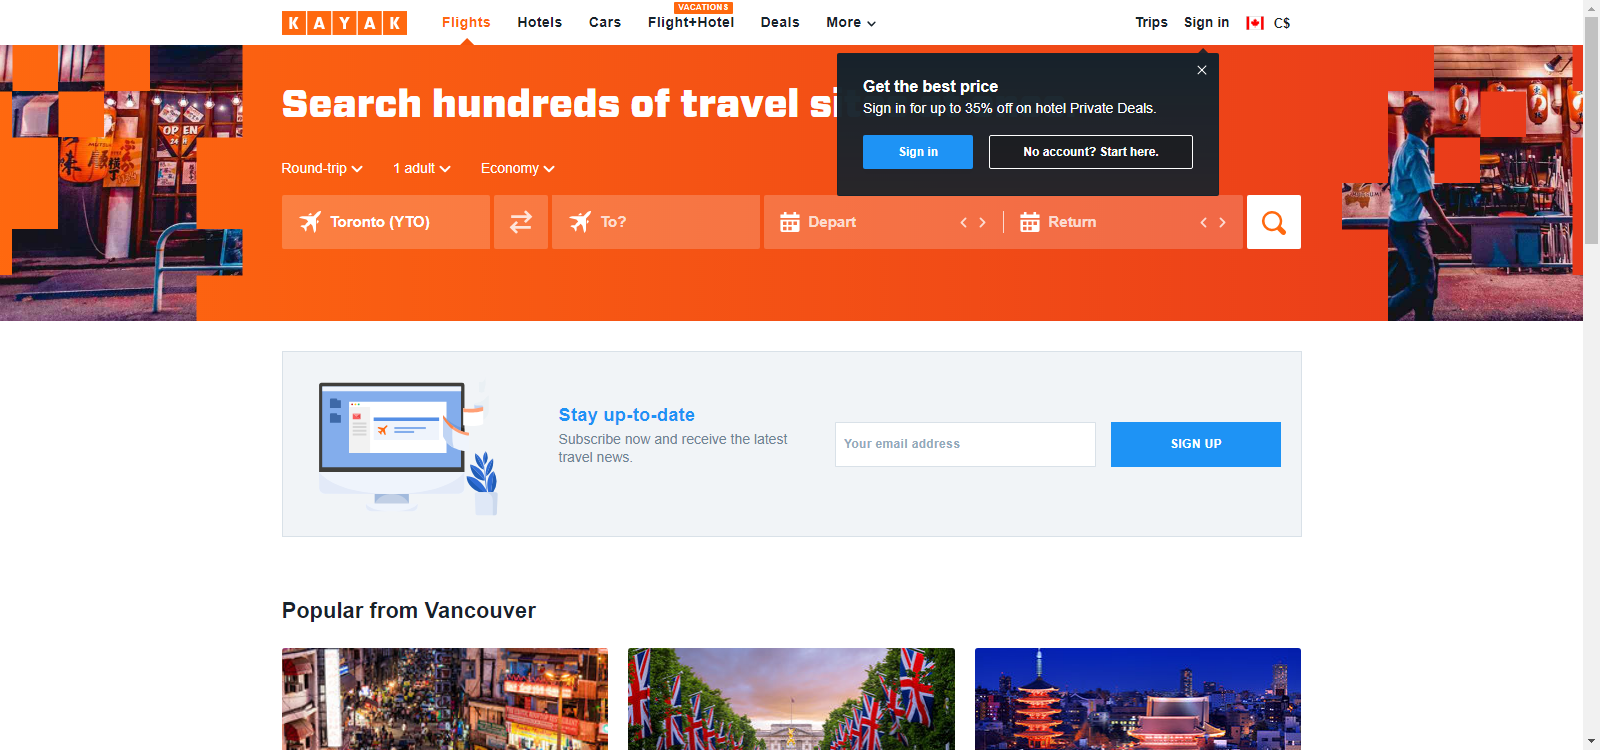 KAYAK
Flights
Hotels
Cars
VACATIONS
Flight+Hotel
Deals
More
Trips
Sign in
C$
Search hundreds of travel
Get the best price
Sign in for up to 35% off on hotel Private Deals.
Sign in
No account? Start here.
Round-trip
1 adult
Economy
Toronto (YTO)
To?
Depart
Return
OPEN
Stay up-to-date
Subscribe now and receive the latest
travel news.
Your email address
SIGN UP
Popular from Vancouver